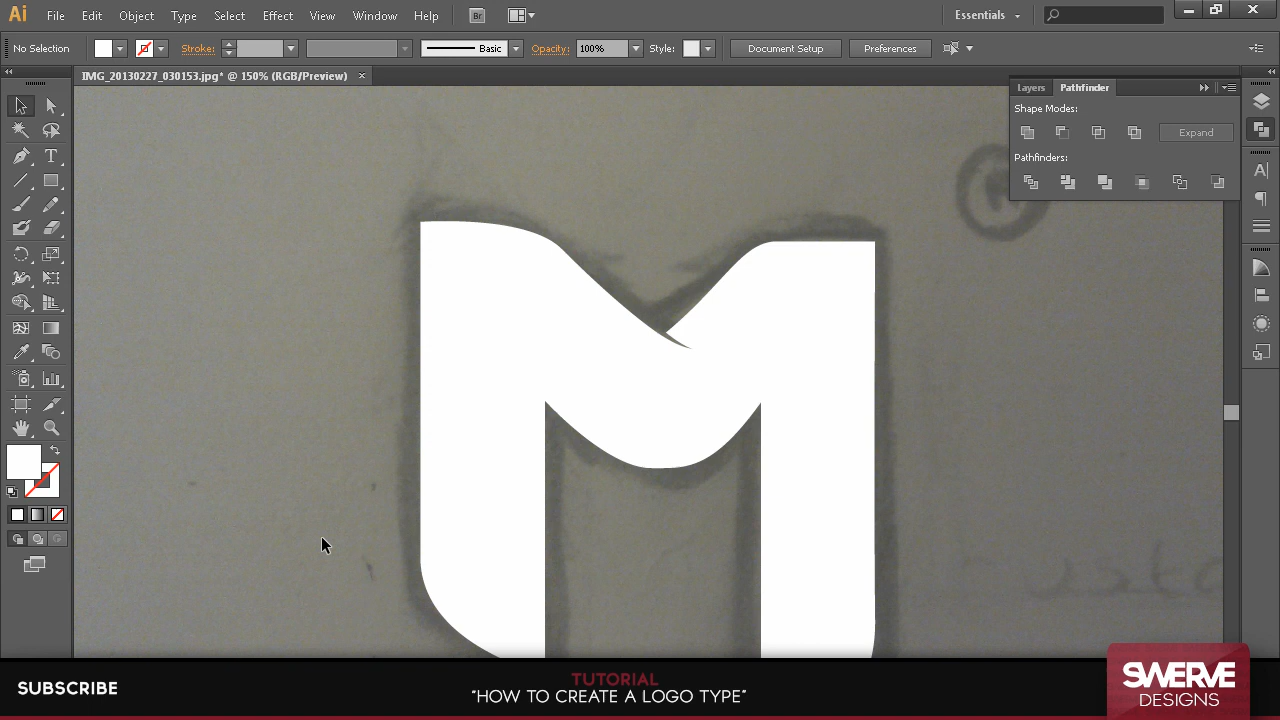 Ai File Edit Object Type Select Effect View Window Help Br Essentials
No Selection Stroke: Basic Opacity: 100% Style: Document Setup Preferences
IMG_20130227_030153.jpg* @ 150% (RGB/Preview)
Layers Pathfinder
Shape Modes:
Expand
Pathfinders:
M
SUBSCRIBE
TUTORIAL
"HOW TO CREATE A LOGO TYPE"
SWERVE
DESIGNS